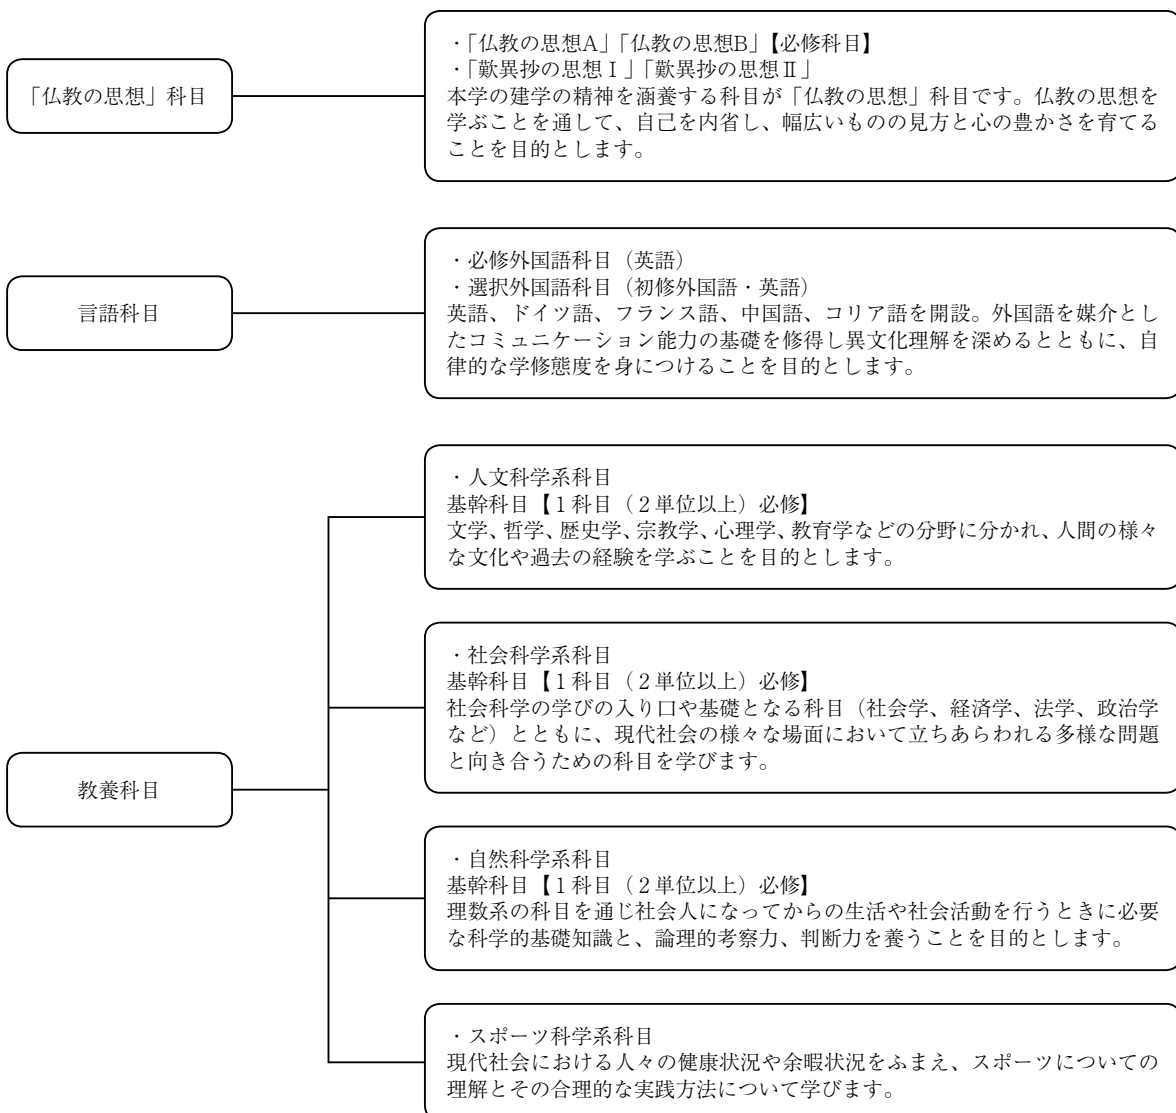 「仏教の思想」科目
・「仏教の思想A」「仏教の思想B」【必修科目】
・「歎異抄の思想Ⅰ」「歎異抄の思想Ⅱ」
本学の建学の精神を涵養する科目が「仏教の思想」科目です。仏教の思想を
学ぶことを通して、自己を内省し、幅広いものの見方と心の豊かさを育てる
ことを目的とします。
言語科目
・必修外国語科目（英語）
・選択外国語科目（初修外国語・英語）
英語、ドイツ語、フランス語、中国語、コリア語を開設。外国語を媒介とし
たコミュニケーション能力の基礎を修得し異文化理解を深めるとともに、自
律的な学修態度を身につけることを目的とします。
教養科目
・人文科学系科目
基幹科目【１科目（２単位以上）必修】
文学、哲学、歴史学、宗教学、心理学、教育学などの分野に分かれ、人間の様々
な文化や過去の経験を学ぶことを目的とします。
・社会科学系科目
基幹科目【１科目（２単位以上）必修】
社会科学の学びの入り口や基礎となる科目（社会学、経済学、法学、政治学
など）とともに、現代社会の様々な場面において立ちあらわれる多様な問題
と向き合うための科目を学びます。
・自然科学系科目
基幹科目【１科目（２単位以上）必修】
理数系の科目を通じ社会人になってからの生活や社会活動を行うときに必要
な科学的基礎知識と、論理的考察力、判断力を養うことを目的とします。
・スポーツ科学系科目
現代社会における人々の健康状況や余暇状況をふまえ、スポーツについての
理解とその合理的な実践方法について学びます。